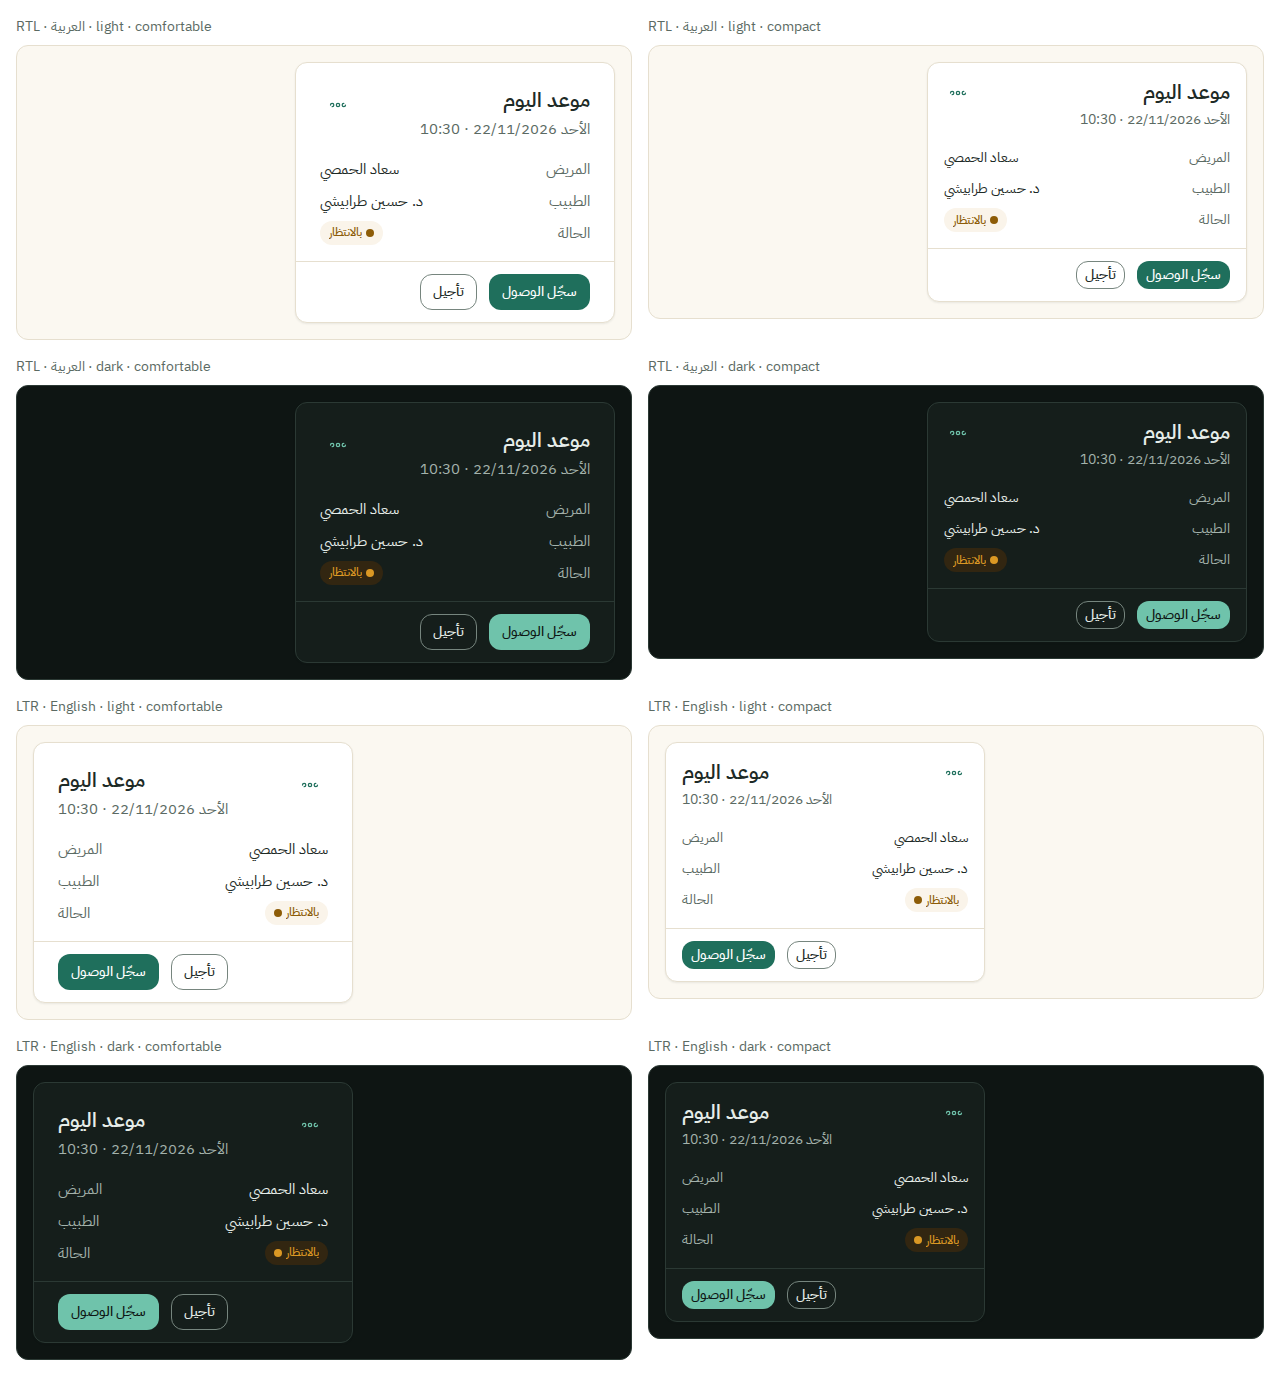 RTL · العربية · light · comfortable
موعد اليوم
الأحد 22/11/2026 · 10:30
المريض سعاد الحمصي
الطبيب د. حسين طرابيشي
الحالة بالانتظار
سجّل الوصول تأجيل
RTL · العربية · light · compact
موعد اليوم
الأحد 22/11/2026 · 10:30
المريض سعاد الحمصي
الطبيب د. حسين طرابيشي
الحالة بالانتظار
سجّل الوصول تأجيل
RTL · العربية · dark · comfortable
موعد اليوم
الأحد 22/11/2026 · 10:30
المريض سعاد الحمصي
الطبيب د. حسين طرابيشي
الحالة بالانتظار
سجّل الوصول تأجيل
RTL · العربية · dark · compact
موعد اليوم
الأحد 22/11/2026 · 10:30
المريض سعاد الحمصي
الطبيب د. حسين طرابيشي
الحالة بالانتظار
سجّل الوصول تأجيل
LTR · English · light · comfortable
موعد اليوم
الأحد 22/11/2026 · 10:30
المريض سعاد الحمصي
الطبيب د. حسين طرابيشي
الحالة بالانتظار
سجّل الوصول تأجيل
LTR · English · light · compact
موعد اليوم
الأحد 22/11/2026 · 10:30
المريض سعاد الحمصي
الطبيب د. حسين طرابيشي
الحالة بالانتظار
سجّل الوصول تأجيل
LTR · English · dark · comfortable
موعد اليوم
الأحد 22/11/2026 · 10:30
المريض سعاد الحمصي
الطبيب د. حسين طرابيشي
الحالة بالانتظار
سجّل الوصول تأجيل
LTR · English · dark · compact
موعد اليوم
الأحد 22/11/2026 · 10:30
المريض سعاد الحمصي
الطبيب د. حسين طرابيشي
الحالة بالانتظار
سجّل الوصول تأجيل